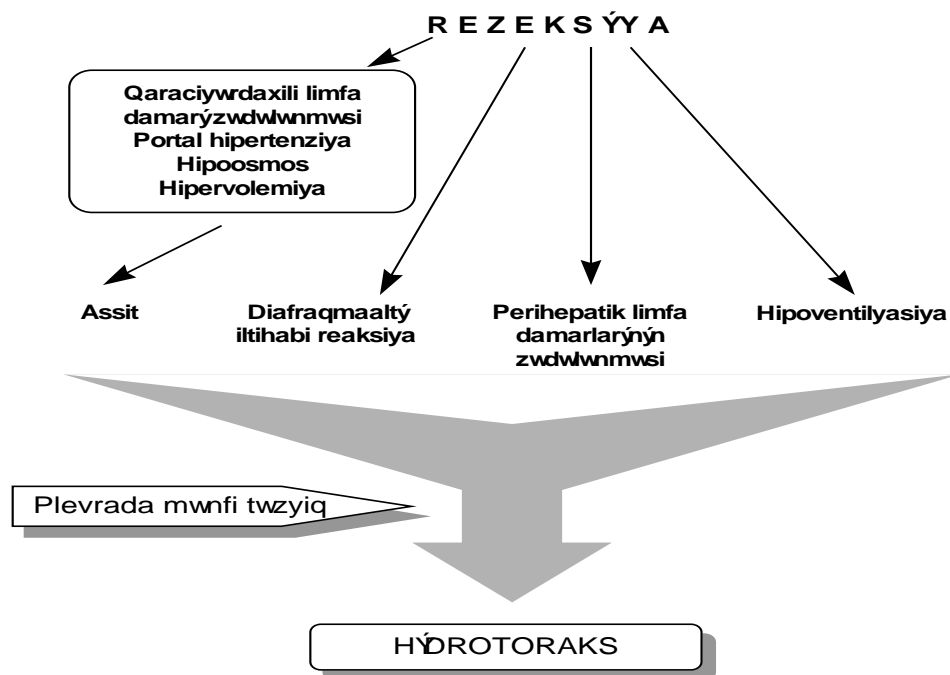 R E Z E K S Ý Y A
Qaraciywrdaxili limfa
damarýzwdwlwnmwsi
Portal hipertenziya
Hipoosmos
Hipervolemiya
Assit
Diafraqmaaltý
iltihabi reaksiya
Perihepatik limfa
damarlarýnýn
zwdwlwnmwsi
Hipoventilyasiya
Plevrada mwnfi twzyiq
HÝDROTORAKS